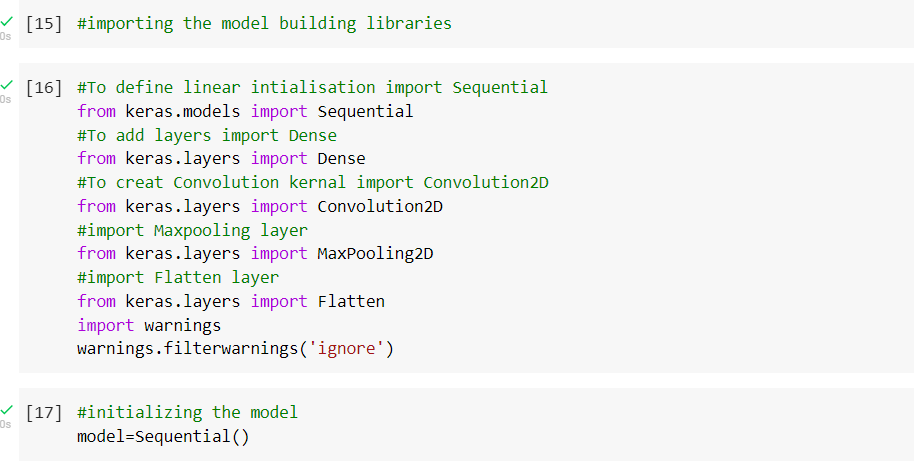 [15] #importing the model building libraries
0s
[16] #To define linear intialisation import Sequential
0s
from keras.models import Sequential
#To add layers import Dense
from keras.layers import Dense
#To creat Convolution kernal import Convolution2D
from keras.layers import Convolution2D
#import Maxpooling layer
from keras.layers import MaxPooling2D
#import Flatten layer
from keras.layers import Flatten
import warnings
warnings.filterwarnings('ignore')
[17] #initializing the model
0s
model=Sequential()